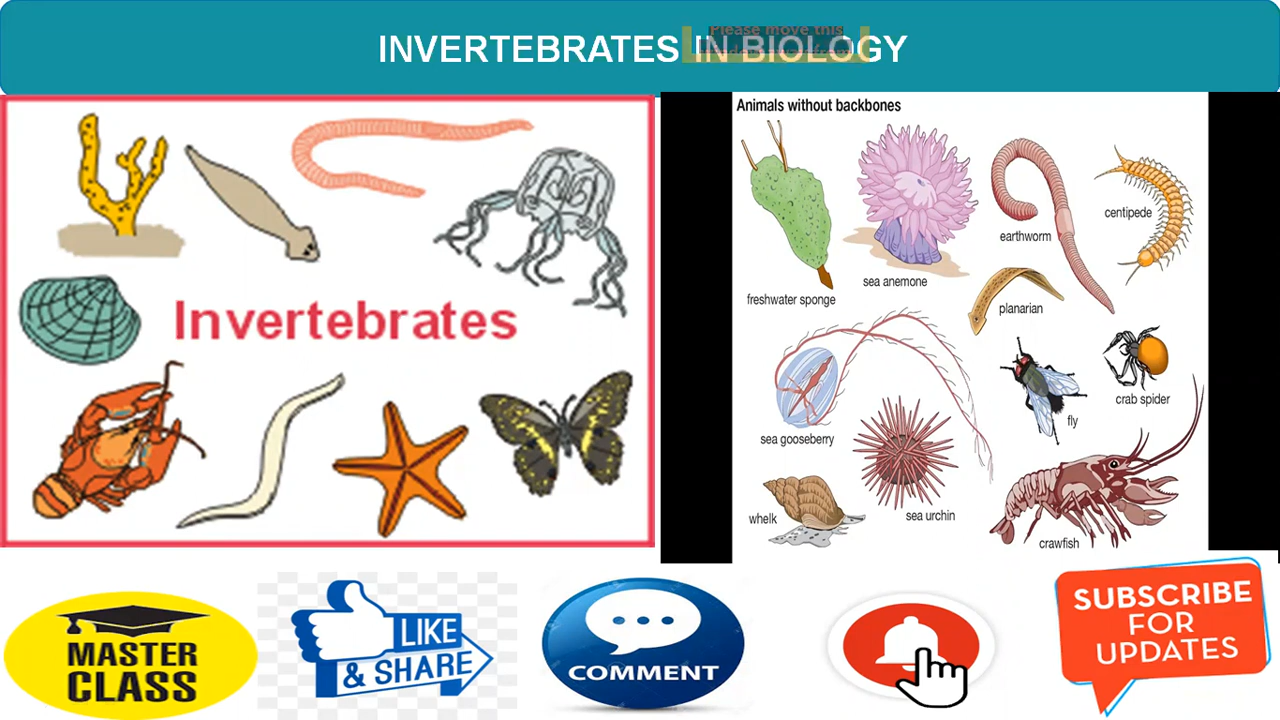 INVERTEBRATES IN BIOLOGY
Please move this
Invertebrates
Animals without backbones
freshwater sponge
sea anemone
earthworm
centipede
planarian
sea gooseberry
fly
crab spider
whelk
sea urchin
crawfish
MASTER
CLASS
LIKE
& SHARE
COMMENT
SUBSCRIBE
FOR
UPDATES